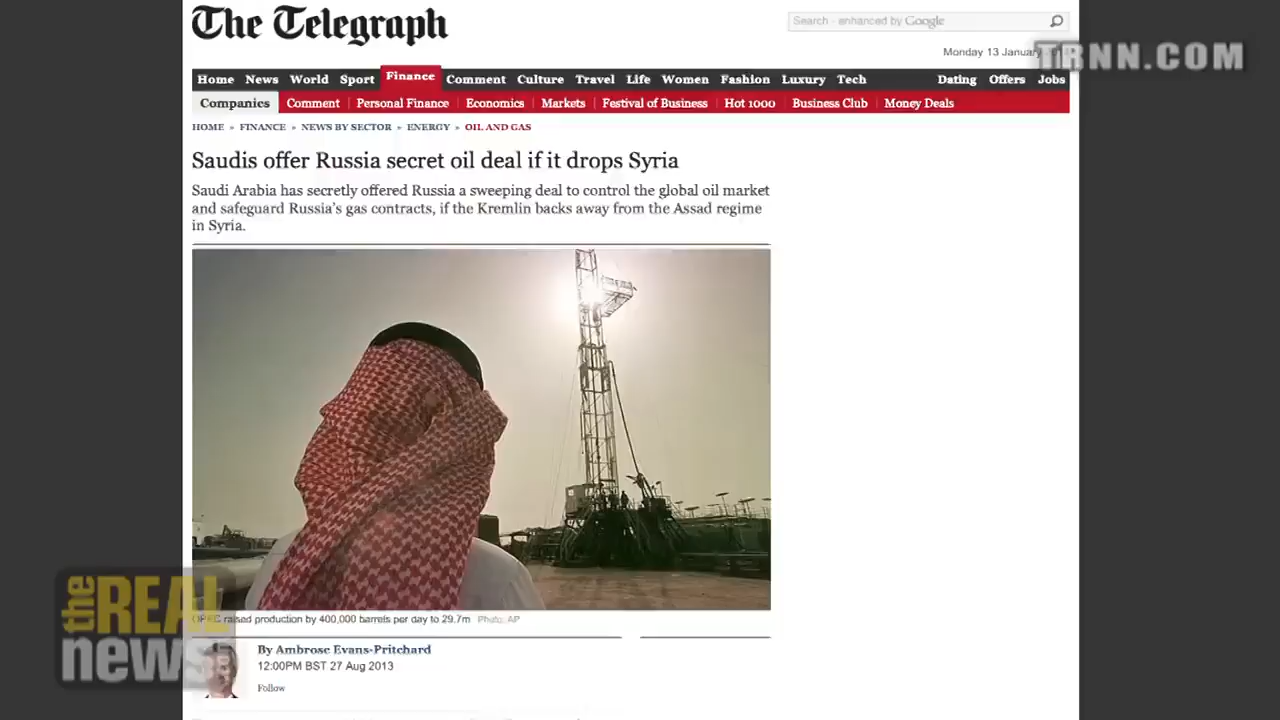 The Telegraph
Search - enhanced by Google
Monday 13 January
TRNN.COM
Home News World Sport Finance Comment Culture Travel Life Women Fashion Luxury Tech Dating Offers Jobs
Companies Comment Personal Finance Economics Markets Festival of Business Hot 1000 Business Club Money Deals
HOME » FINANCE » NEWS BY SECTOR » ENERGY » OIL AND GAS
Saudis offer Russia secret oil deal if it drops Syria
Saudi Arabia has secretly offered Russia a sweeping deal to control the global oil market
and safeguard Russia's gas contracts, if the Kremlin backs away from the Assad regime
in Syria.
OPEC raised production by 400,000 barrels per day to 29.7m Photo: AP
the REAL
news
By Ambrose Evans-Pritchard
12:00PM BST 27 Aug 2013
Follow